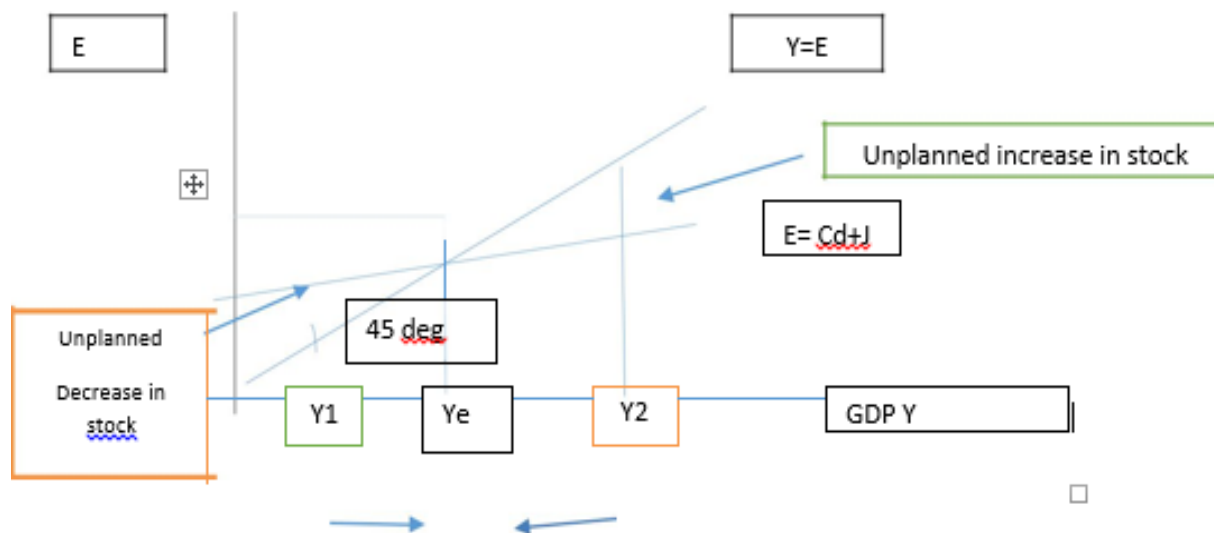 E
Y=E
Unplanned increase in stock
E= Cd+J
Unplanned
Decrease in
stock
45 deg
Y1
Ye
Y2
GDP Y